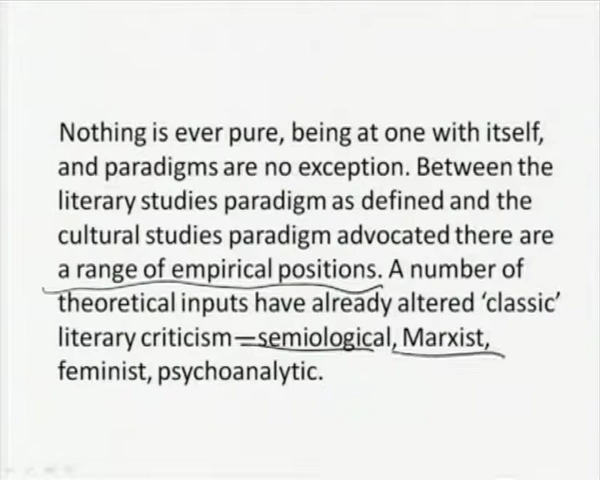 Nothing is ever pure, being at one with itself,
and paradigms are no exception. Between the
literary studies paradigm as defined and the
cultural studies paradigm advocated there are
a range of empirical positions. A number of
theoretical inputs have already altered ‘classic’
literary criticism—semiological, Marxist,
feminist, psychoanalytic.